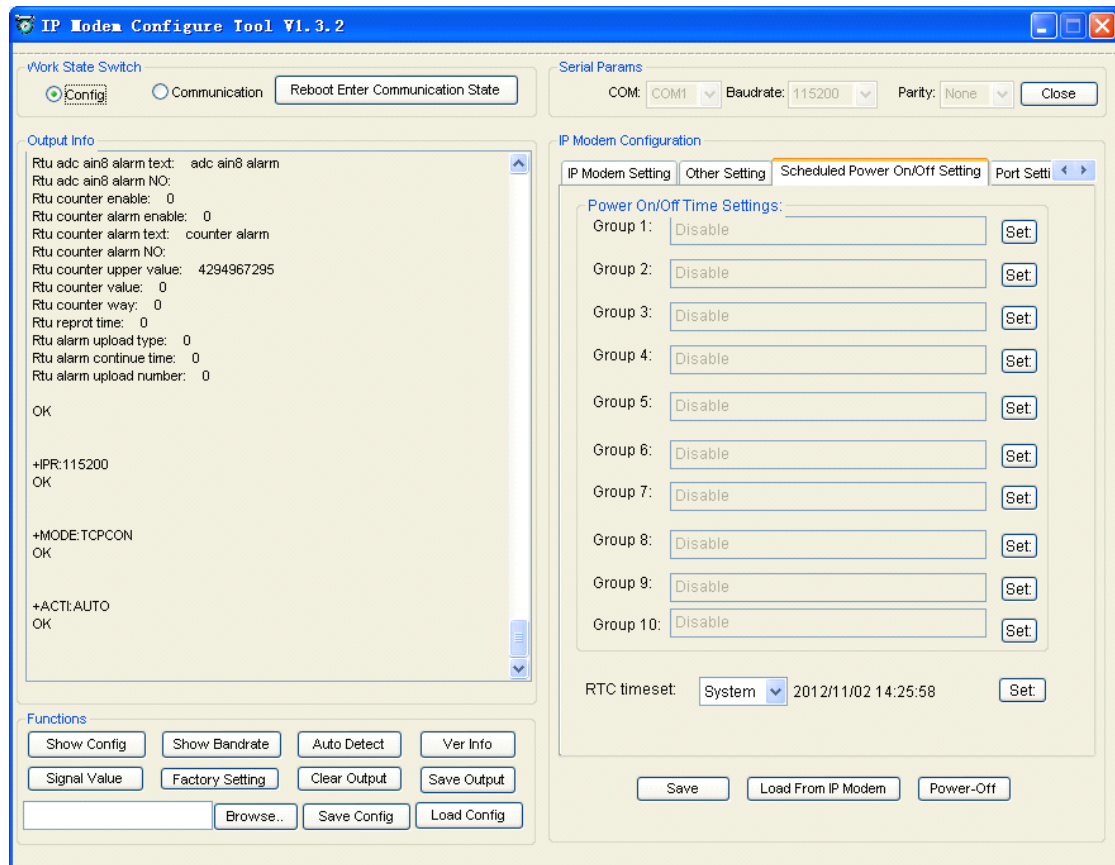 IP Modem Configure Tool V1.3.2
Work State Switch
Config
Communication
Reboot Enter Communication State
Serial Params
COM: COM1
Baudrate: 115200
Parity: None
Close
Output Info
Rtu adc ain8 alarm text: adc ain8 alarm
Rtu adc ain8 alarm NO:
Rtu counter enable: 0
Rtu counter alarm enable: 0
Rtu counter alarm text: counter alarm
Rtu counter alarm NO:
Rtu counter upper value: 4294967295
Rtu counter value: 0
Rtu counter way: 0
Rtu reprot time: 0
Rtu alarm upload type: 0
Rtu alarm continue time: 0
Rtu alarm upload number: 0
OK
+IPR:115200
OK
+MODE:TCPCON
OK
+ACTI:AUTO
OK
Functions
Show Config
Show Bandrate
Auto Detect
Ver Info
Signal Value
Factory Setting
Clear Output
Save Output
Browse..
Save Config
Load Config
IP Modem Configuration
IP Modem Setting
Other Setting
Scheduled Power On/Off Setting
Port Setti
Power On/Off Time Settings:
Group 1: Disable Set:
Group 2: Disable Set:
Group 3: Disable Set:
Group 4: Disable Set:
Group 5: Disable Set:
Group 6: Disable Set:
Group 7: Disable Set:
Group 8: Disable Set:
Group 9: Disable Set:
Group 10: Disable Set:
RTC timeset: System 2012/11/02 14:25:58 Set:
Save
Load From IP Modem
Power-Off